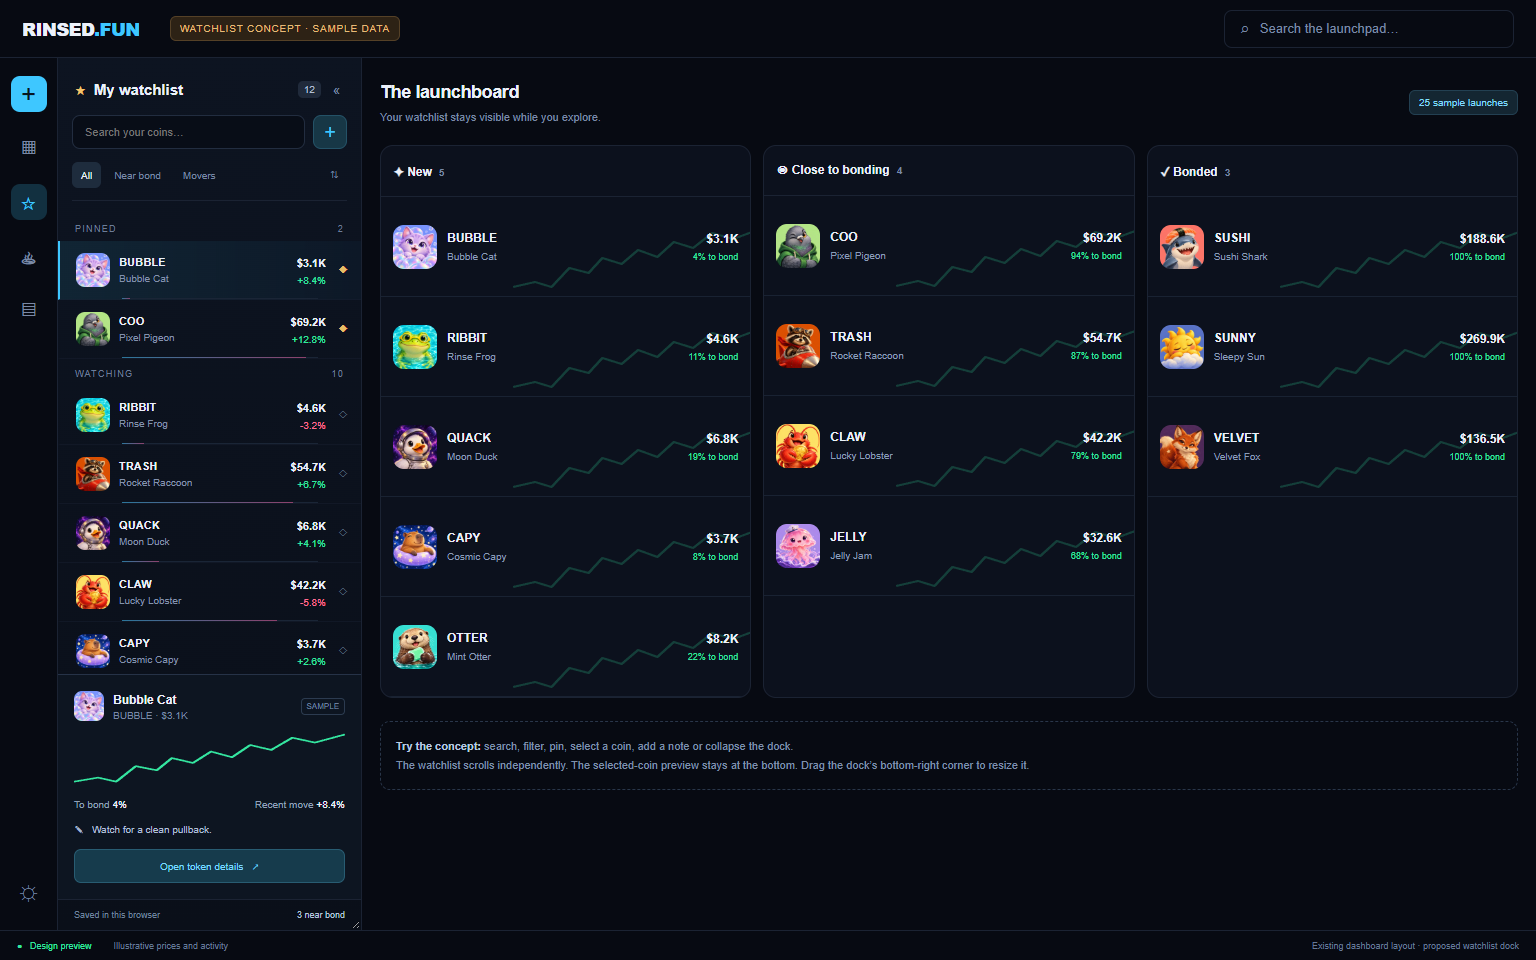 RINSED.FUN
WATCHLIST CONCEPT · SAMPLE DATA
Search the launchpad...
★ My watchlist 12 «
Search your coins...
+
All Near bond Movers
PINNED 2
BUBBLE $3.1K
Bubble Cat +8.4%
COO $69.2K
Pixel Pigeon +12.8%
WATCHING 10
RIBBIT $4.6K
Rinse Frog -3.2%
TRASH $54.7K
Rocket Raccoon +6.7%
QUACK $6.8K
Moon Duck +4.1%
CLAW $42.2K
Lucky Lobster -5.8%
CAPY $3.7K
Cosmic Capy +2.6%
Bubble Cat SAMPLE
BUBBLE · $3.1K
To bond 4% Recent move +8.4%
Watch for a clean pullback.
Open token details ↗
Saved in this browser 3 near bond
The launchboard
Your watchlist stays visible while you explore.
25 sample launches
New 5
BUBBLE $3.1K
Bubble Cat 4% to bond
RIBBIT $4.6K
Rinse Frog 11% to bond
QUACK $6.8K
Moon Duck 19% to bond
CAPY $3.7K
Cosmic Capy 8% to bond
OTTER $8.2K
Mint Otter 22% to bond
Close to bonding 4
COO $69.2K
Pixel Pigeon 94% to bond
TRASH $54.7K
Rocket Raccoon 87% to bond
CLAW $42.2K
Lucky Lobster 79% to bond
JELLY $32.6K
Jelly Jam 68% to bond
Bonded 3
SUSHI $188.6K
Sushi Shark 100% to bond
SUNNY $269.9K
Sleepy Sun 100% to bond
VELVET $136.5K
Velvet Fox 100% to bond
Try the concept: search, filter, pin, select a coin, add a note or collapse the dock.
The watchlist scrolls independently. The selected-coin preview stays at the bottom. Drag the dock's bottom-right corner to resize it.
Design preview Illustrative prices and activity
Existing dashboard layout · proposed watchlist dock